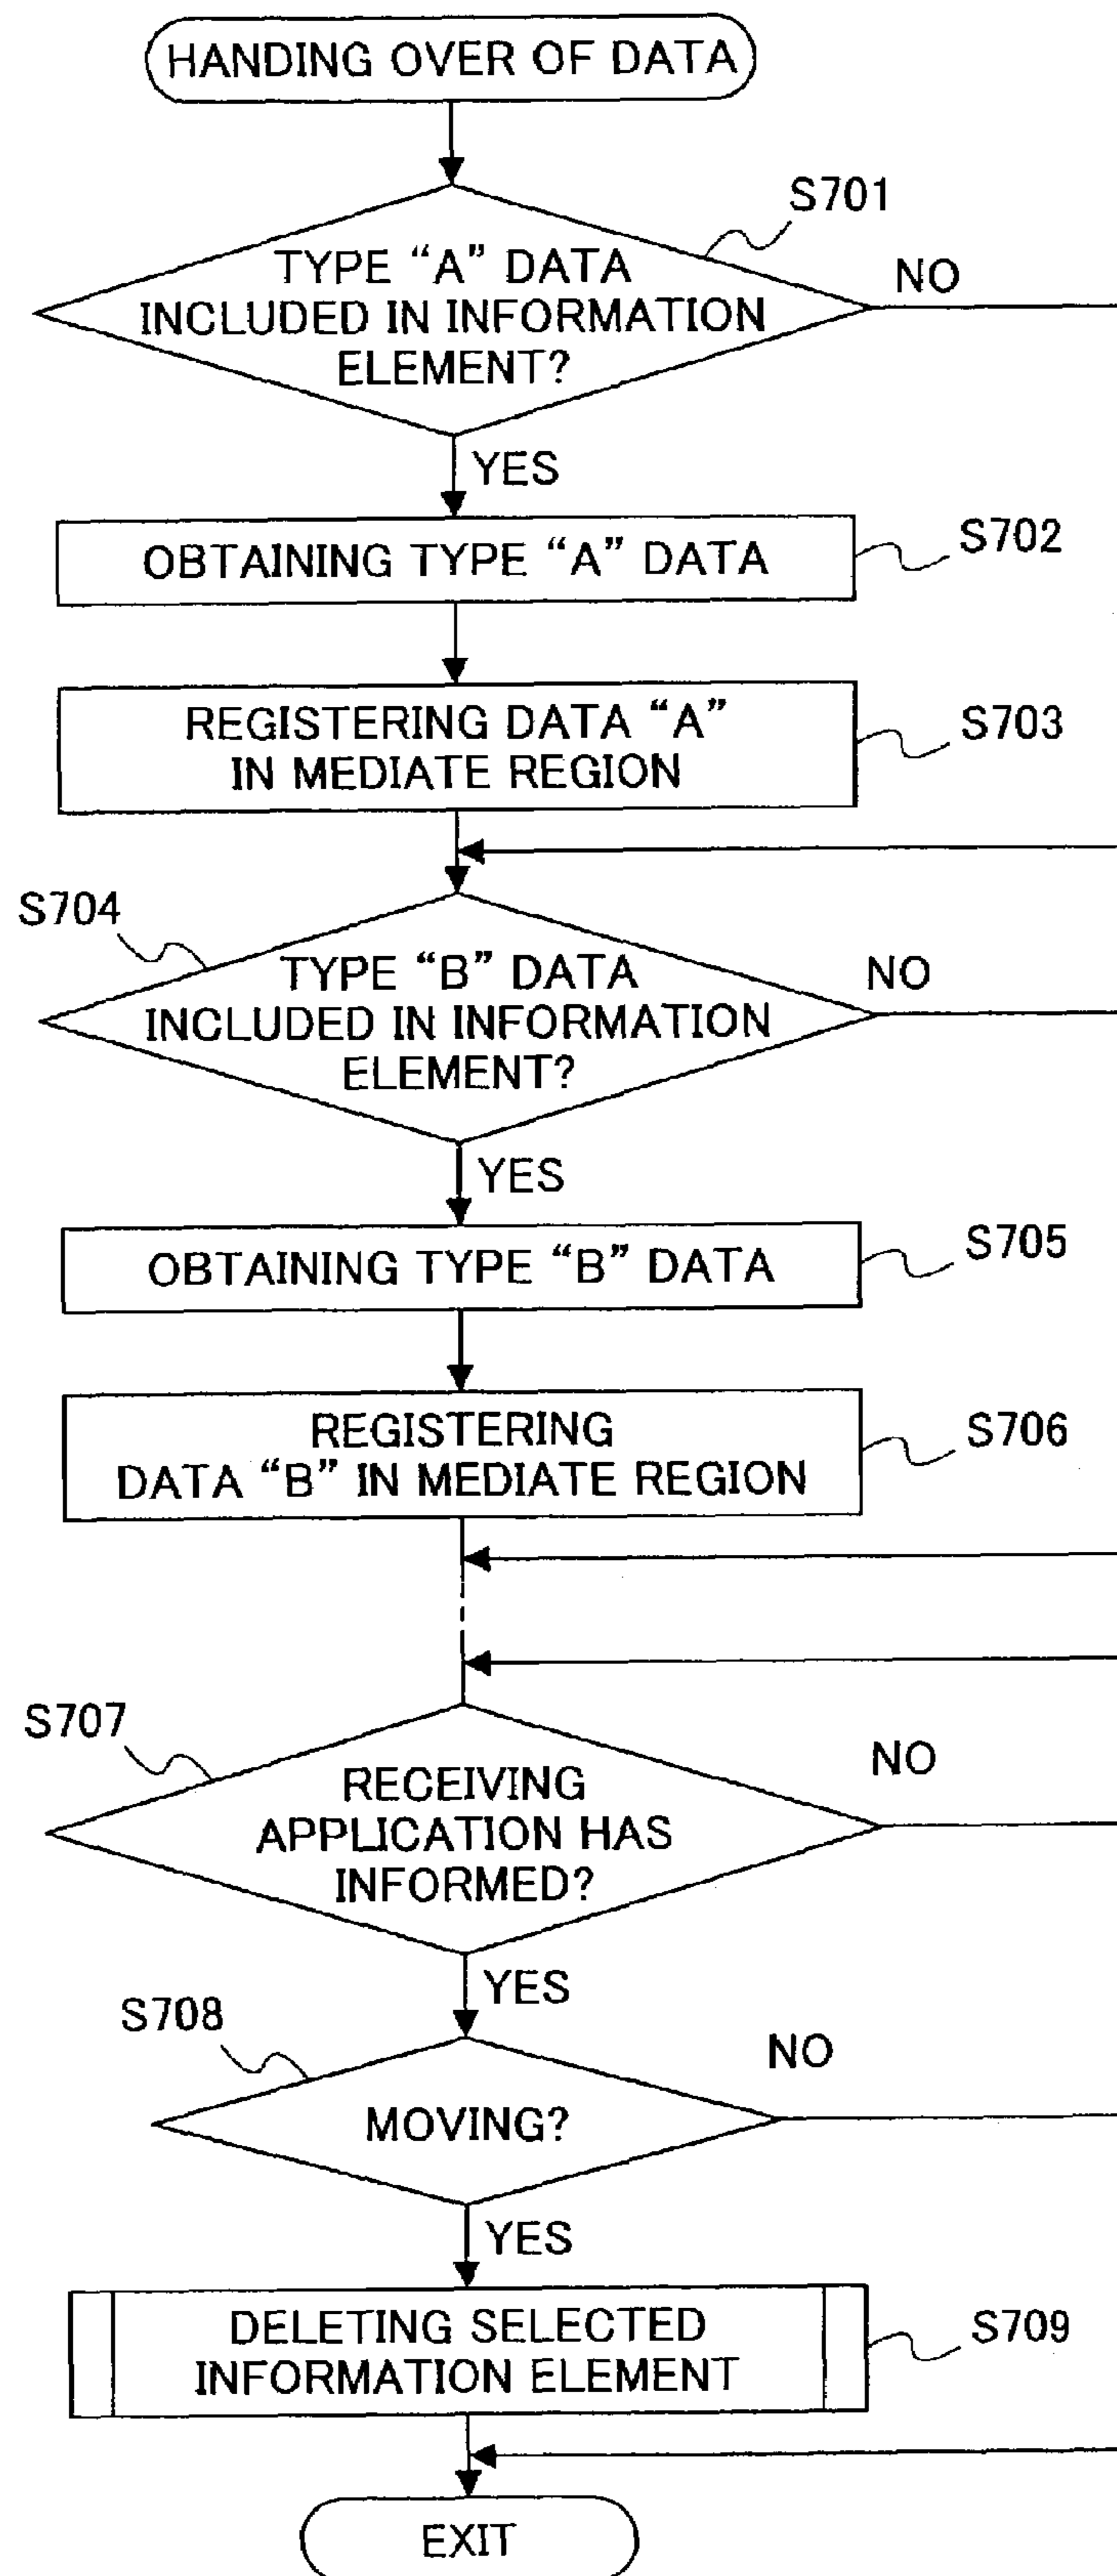 HANDING OVER OF DATA
S701
TYPE “A” DATA
INCLUDED IN INFORMATION
ELEMENT?
NO
YES
OBTAINING TYPE “A” DATA
S702
REGISTERING DATA “A”
IN MEDIATE REGION
S703
S704
TYPE “B” DATA
INCLUDED IN INFORMATION
ELEMENT?
NO
YES
OBTAINING TYPE “B” DATA
S705
REGISTERING
DATA “B” IN MEDIATE REGION
S706
S707
RECEIVING
APPLICATION HAS
INFORMED?
NO
YES
S708
MOVING?
NO
YES
DELETING SELECTED
INFORMATION ELEMENT
S709
EXIT